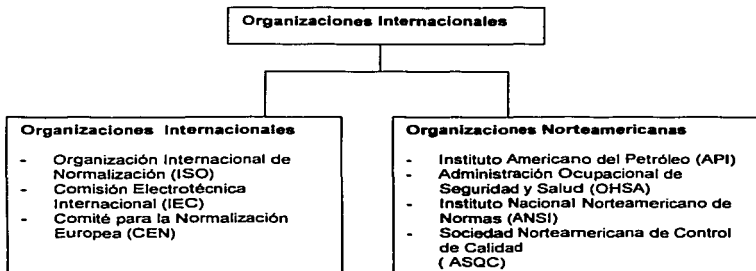 Organizaciones Internacionales
Organizaciones Internacionales
- Organización Internacional de
Normalización (ISO)
- Comisión Electrotécnica
Internacional (IEC)
- Comité para la Normalización
Europea (CEN)
Organizaciones Norteamericanas
- Instituto Americano del Petróleo (API)
- Administración Ocupacional de
Seguridad y Salud (OHSA)
- Instituto Nacional Norteamericano de
Normas (ANSI)
- Sociedad Norteamericana de Control
de Calidad
( ASQC)